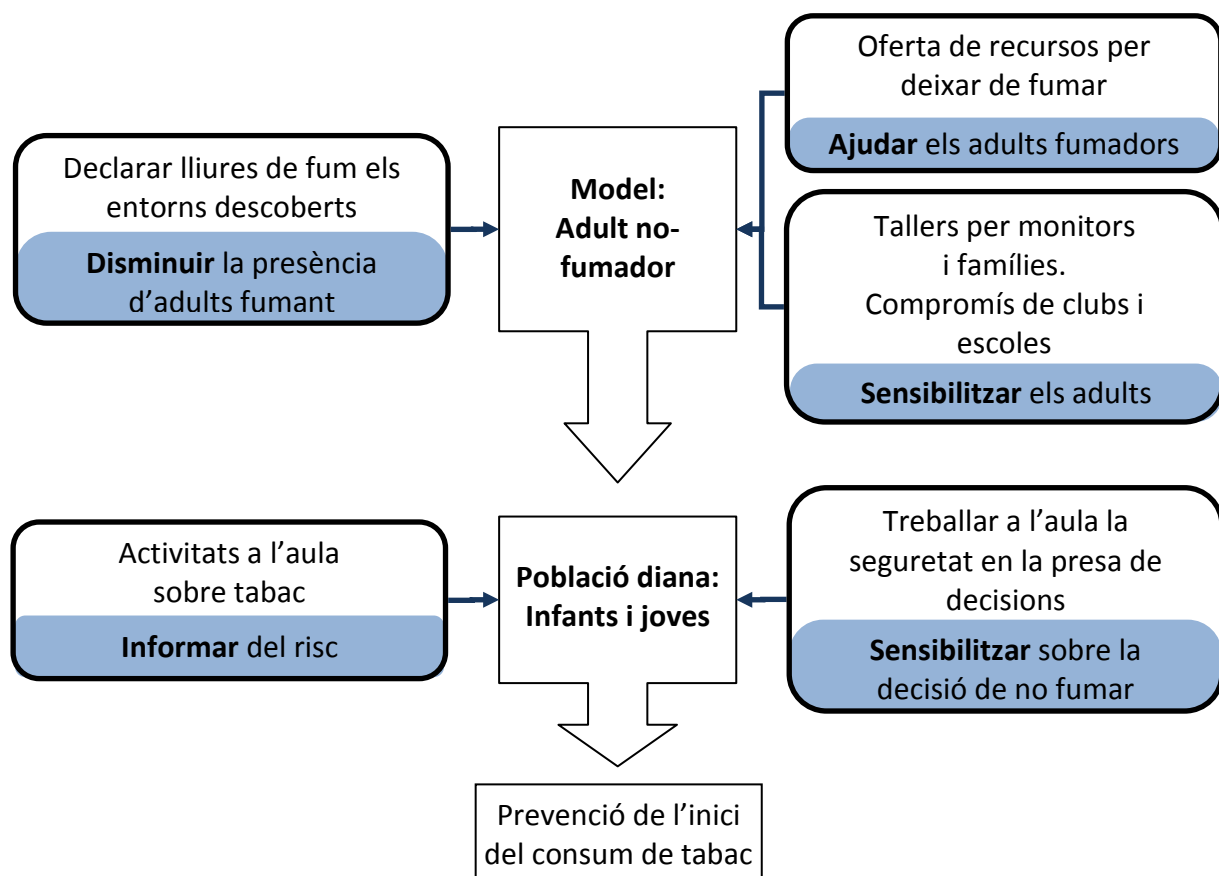 Oferta de recursos per
deixar de fumar
Ajudar els adults fumadors
Declarar lliures de fum els
entorns descoberts
Disminuir la presència
d’adults fumant
Model:
Adult no-
fumador
Tallers per monitors
i famílies.
Compromís de clubs i
escoles
Sensibilitzar els adults
Activitats a l’aula
sobre tabac
Informar del risc
Població diana:
Infants i joves
Treballar a l’aula la
seguretat en la presa de
decisions
Sensibilitzar sobre la
decisió de no fumar
Prevenció de l’inici
del consum de tabac